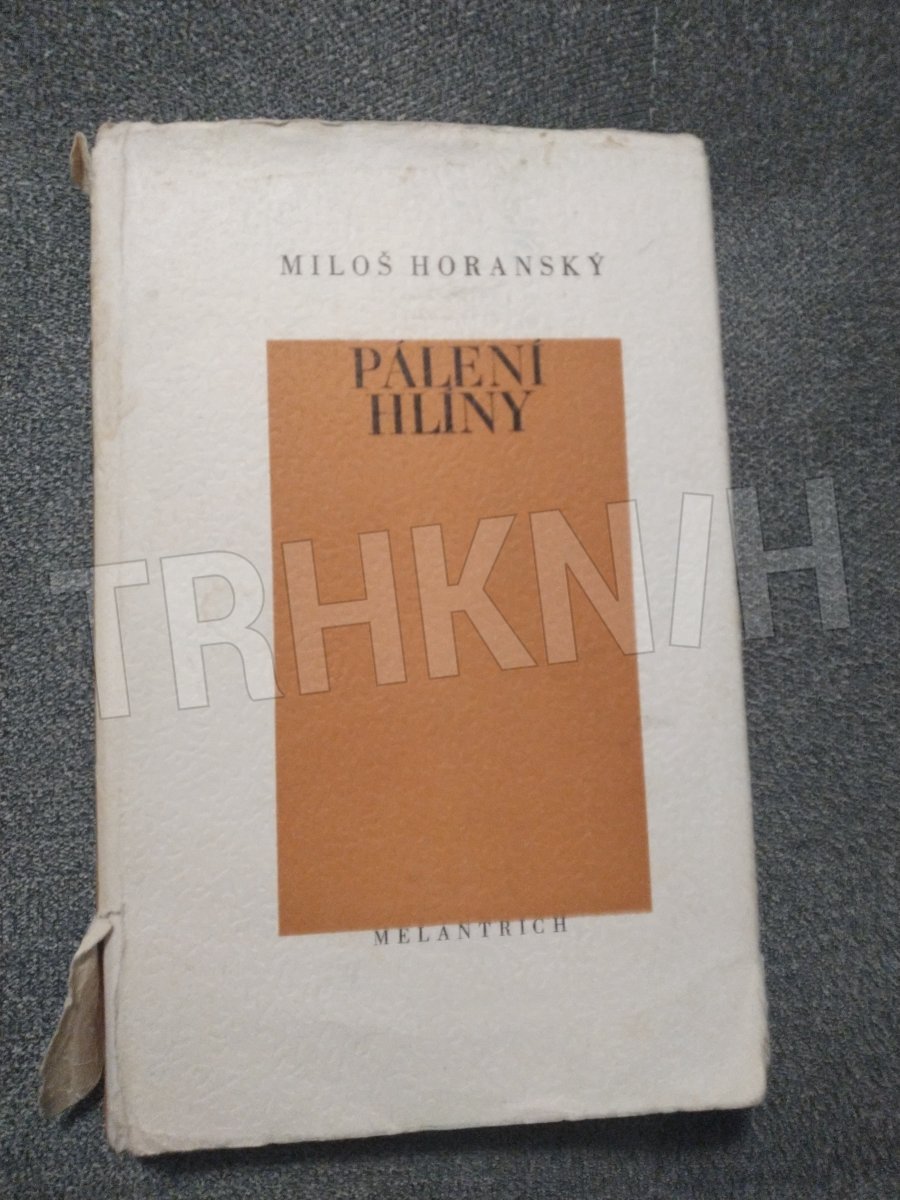 MILOŠ HORANSKÝ
PÁLENÍ
HLÍNY
TRHKNIH
MELANTRICH